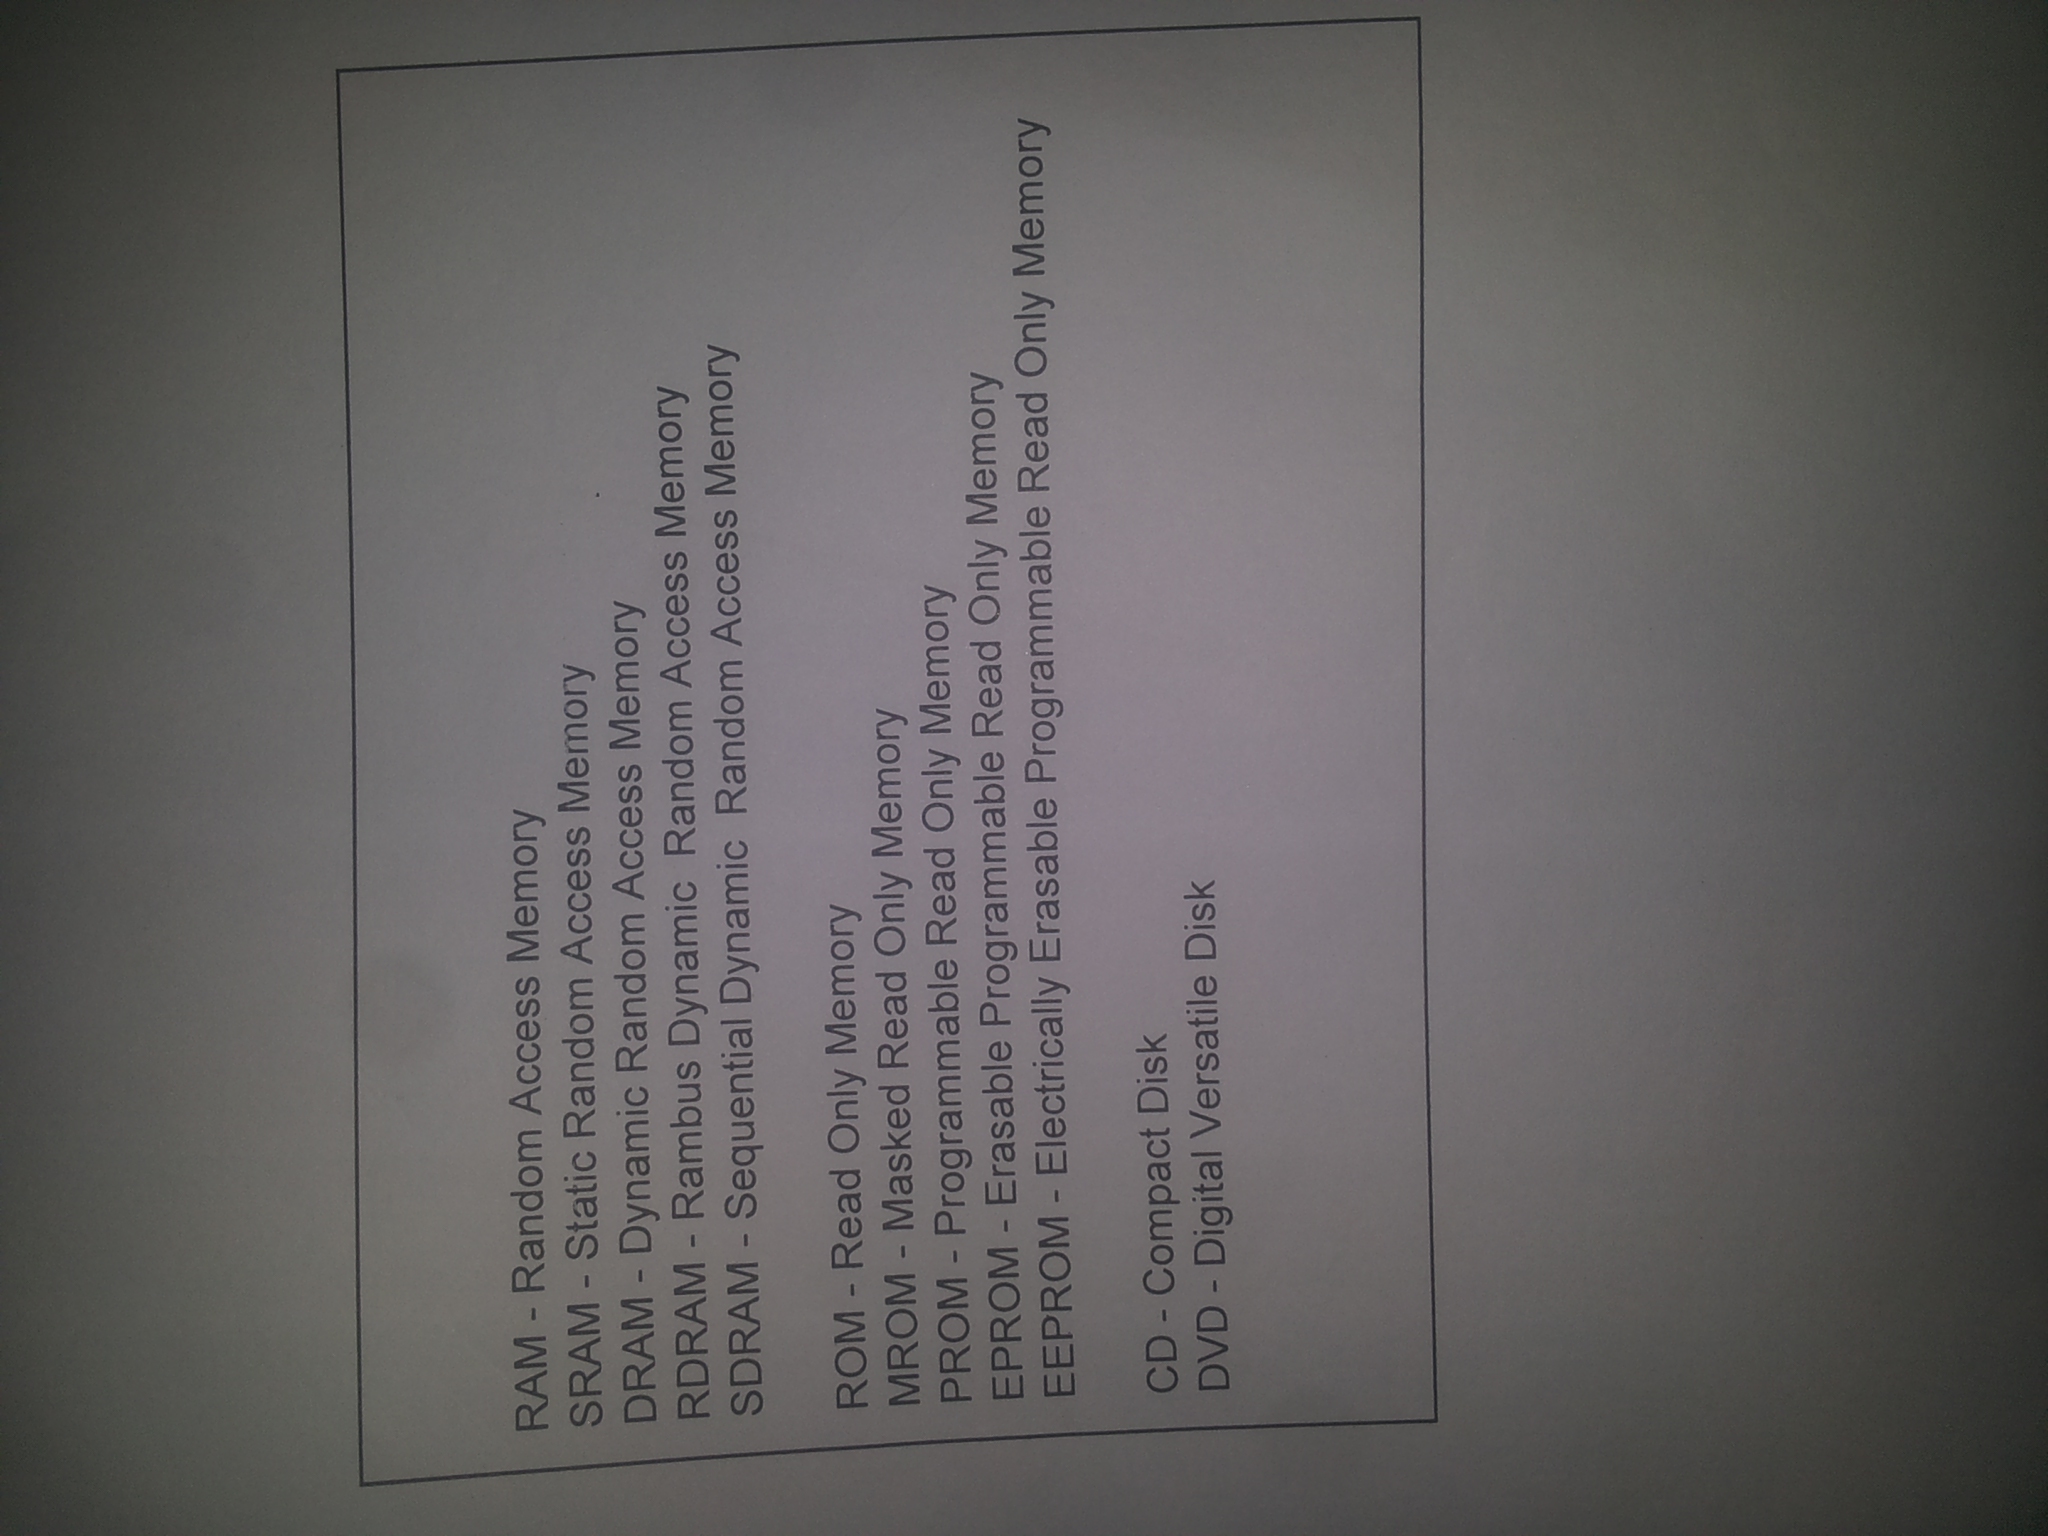 RAM - Random Access Memory
SRAM - Static Random Access Memory
DRAM - Dynamic Random Access Memory
RDRAM - Rambus Dynamic  Random Access Memory
SDRAM - Sequential Dynamic  Random Access Memory
ROM - Read Only Memory
MROM - Masked Read Only Memory
PROM - Programmable Read Only Memory
EPROM - Erasable Programmable Read Only Memory
EEPROM - Electrically Erasable Programmable Read Only Memory
CD - Compact Disk
DVD - Digital Versatile Disk